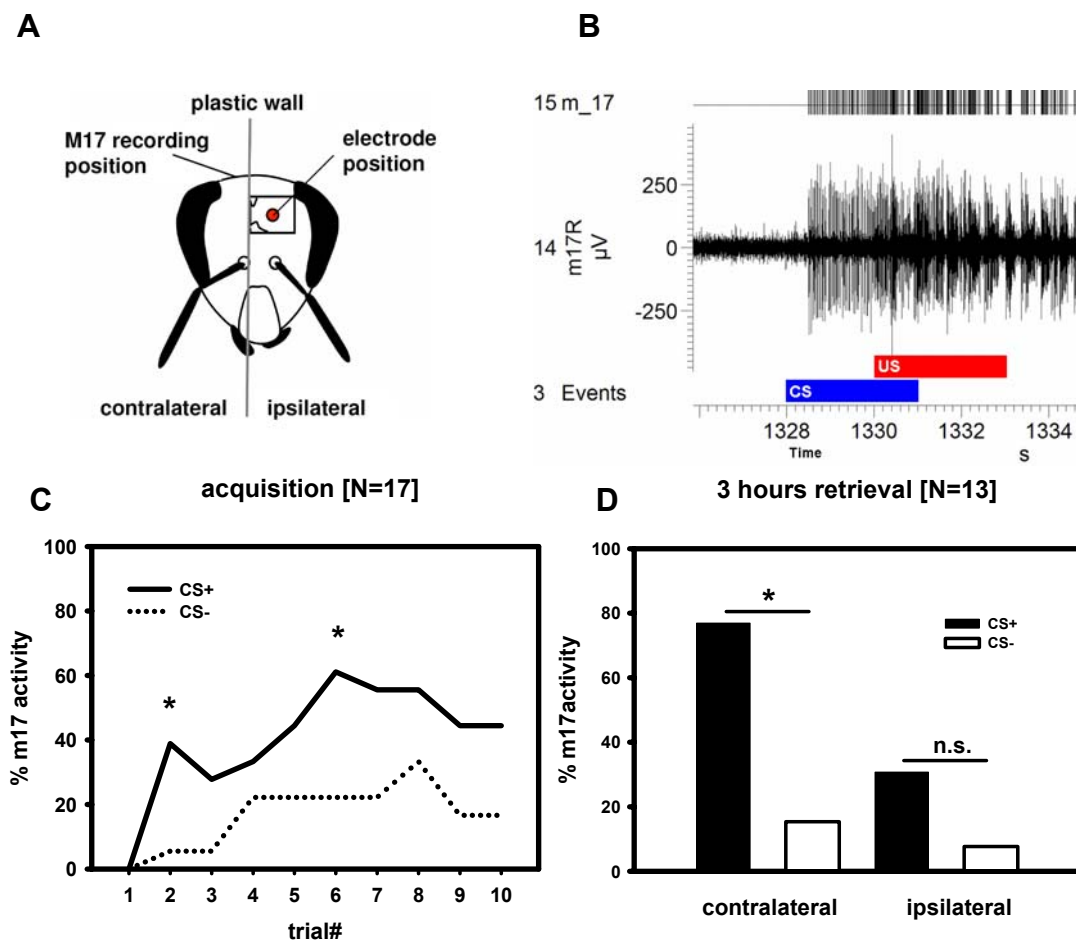 A
plastic wall
M17 recording position
electrode position
contralateral
ipsilateral
B
15 m_17
250
14 m17R µV 0
-250
US
3 Events CS
1328 1330 1332 1334
Time s
C
acquisition [N=17]
100
80
60
40
20
0
% m17 activity
CS+
CS-
*
*
1 2 3 4 5 6 7 8 9 10
trial#
D
3 hours retrieval [N=13]
100
80
60
40
20
0
% m17activity
*
CS+
CS-
n.s.
contralateral ipsilateral